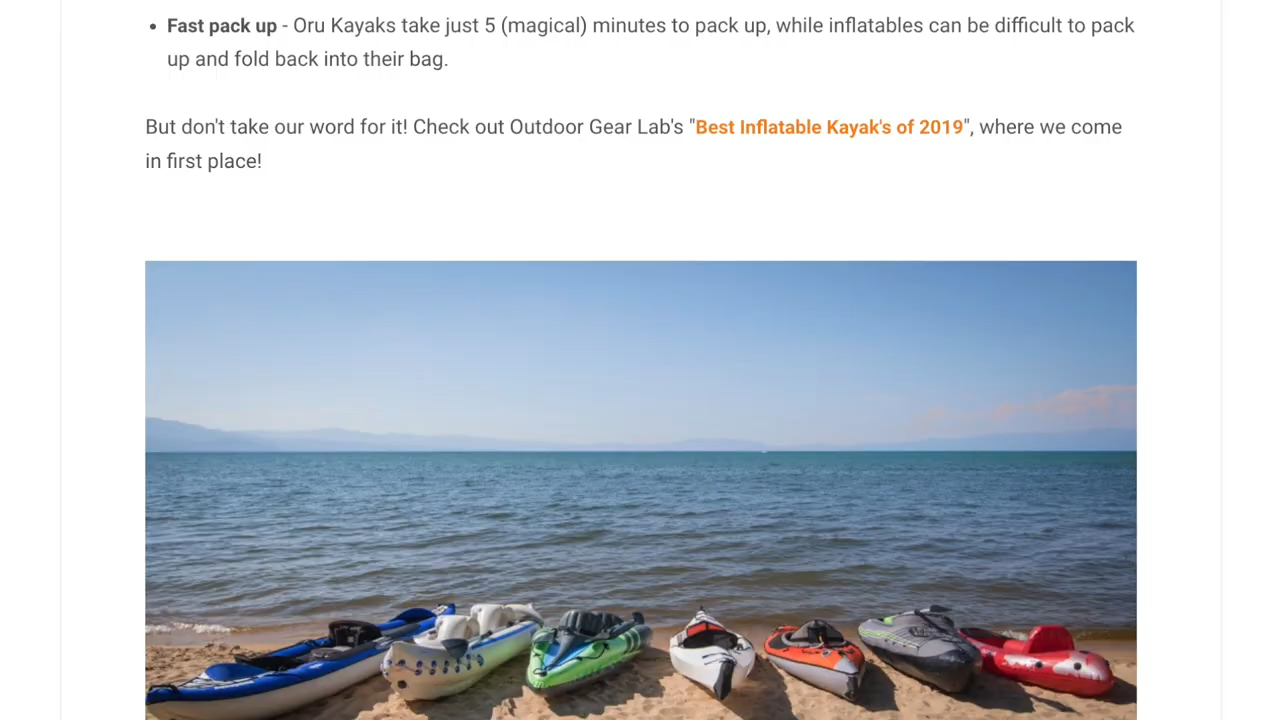 • Fast pack up - Oru Kayaks take just 5 (magical) minutes to pack up, while inflatables can be difficult to pack
up and fold back into their bag.
But don't take our word for it! Check out Outdoor Gear Lab's "Best Inflatable Kayak's of 2019", where we come
in first place!